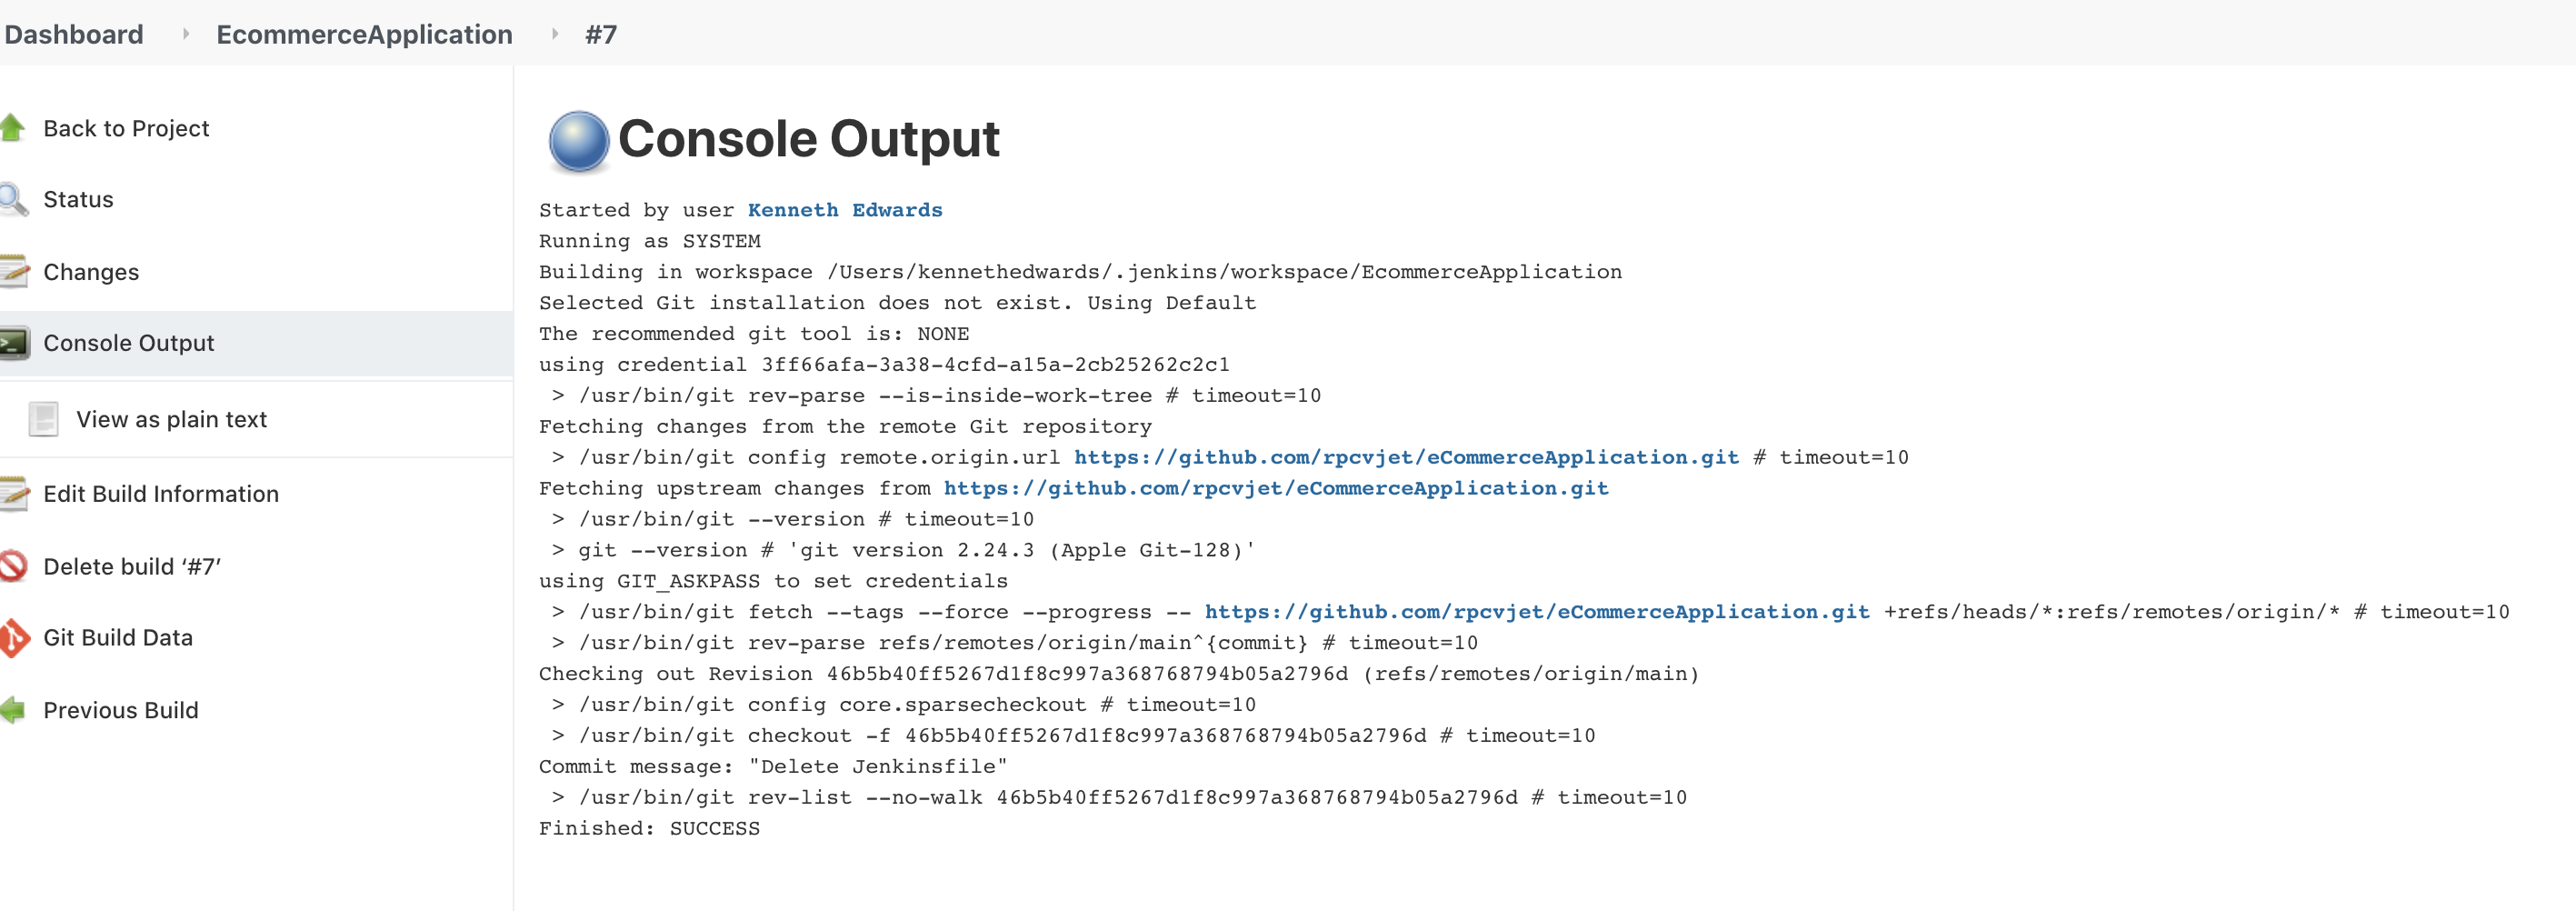 Dashboard EcommerceApplication #7
Back to Project
Status
Changes
Console Output
View as plain text
Edit Build Information
Delete build ‘#7’
Git Build Data
Previous Build
Console Output
Started by user Kenneth Edwards
Running as SYSTEM
Building in workspace /Users/kennethedwards/.jenkins/workspace/EcommerceApplication
Selected Git installation does not exist. Using Default
The recommended git tool is: NONE
using credential 3ff66afa-3a38-4cfd-a15a-2cb25262c2c1
> /usr/bin/git rev-parse --is-inside-work-tree # timeout=10
Fetching changes from the remote Git repository
> /usr/bin/git config remote.origin.url https://github.com/rpcvjet/eCommerceApplication.git # timeout=10
Fetching upstream changes from https://github.com/rpcvjet/eCommerceApplication.git
> /usr/bin/git --version # timeout=10
> git --version # 'git version 2.24.3 (Apple Git-128)'
using GIT_ASKPASS to set credentials
> /usr/bin/git fetch --tags --force --progress -- https://github.com/rpcvjet/eCommerceApplication.git +refs/heads/*:refs/remotes/origin/* # timeout=10
> /usr/bin/git rev-parse refs/remotes/origin/main^{commit} # timeout=10
Checking out Revision 46b5b40ff5267d1f8c997a368768794b05a2796d (refs/remotes/origin/main)
> /usr/bin/git config core.sparsecheckout # timeout=10
> /usr/bin/git checkout -f 46b5b40ff5267d1f8c997a368768794b05a2796d # timeout=10
Commit message: "Delete Jenkinsfile"
> /usr/bin/git rev-list --no-walk 46b5b40ff5267d1f8c997a368768794b05a2796d # timeout=10
Finished: SUCCESS